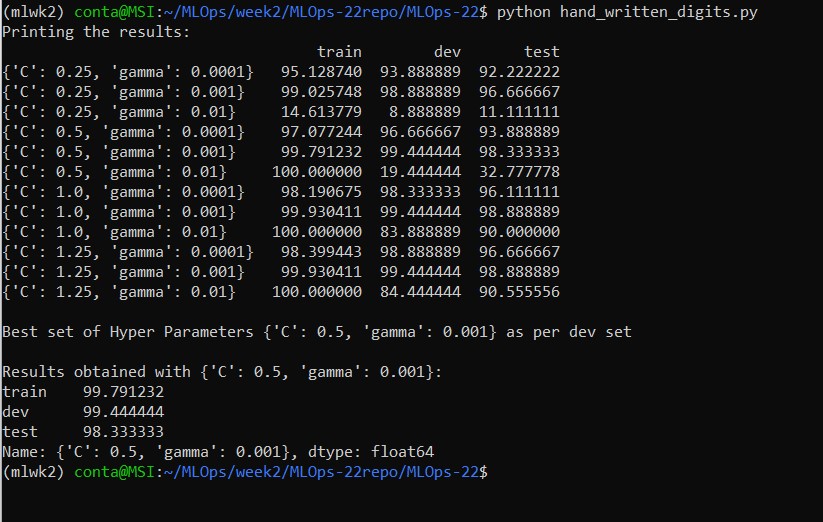 (mlwk2) conta@MSI:~/MLOps/week2/MLOps-22repo/MLOps-22$ python hand_written_digits.py
Printing the results:
train dev test
{'C': 0.25, 'gamma': 0.0001} 95.128740 93.888889 92.222222
{'C': 0.25, 'gamma': 0.001} 99.025748 98.888889 96.666667
{'C': 0.25, 'gamma': 0.01} 14.613779 8.888889 11.111111
{'C': 0.5, 'gamma': 0.0001} 97.077244 96.666667 93.888889
{'C': 0.5, 'gamma': 0.001} 99.791232 99.444444 98.333333
{'C': 0.5, 'gamma': 0.01} 100.000000 19.444444 32.777778
{'C': 1.0, 'gamma': 0.0001} 98.190675 98.333333 96.111111
{'C': 1.0, 'gamma': 0.001} 99.930411 99.444444 98.888889
{'C': 1.0, 'gamma': 0.01} 100.000000 83.888889 90.000000
{'C': 1.25, 'gamma': 0.0001} 98.399443 98.888889 96.666667
{'C': 1.25, 'gamma': 0.001} 99.930411 99.444444 98.888889
{'C': 1.25, 'gamma': 0.01} 100.000000 84.444444 90.555556
Best set of Hyper Parameters {'C': 0.5, 'gamma': 0.001} as per dev set
Results obtained with {'C': 0.5, 'gamma': 0.001}:
train 99.791232
dev 99.444444
test 98.333333
Name: {'C': 0.5, 'gamma': 0.001}, dtype: float64
(mlwk2) conta@MSI:~/MLOps/week2/MLOps-22repo/MLOps-22$